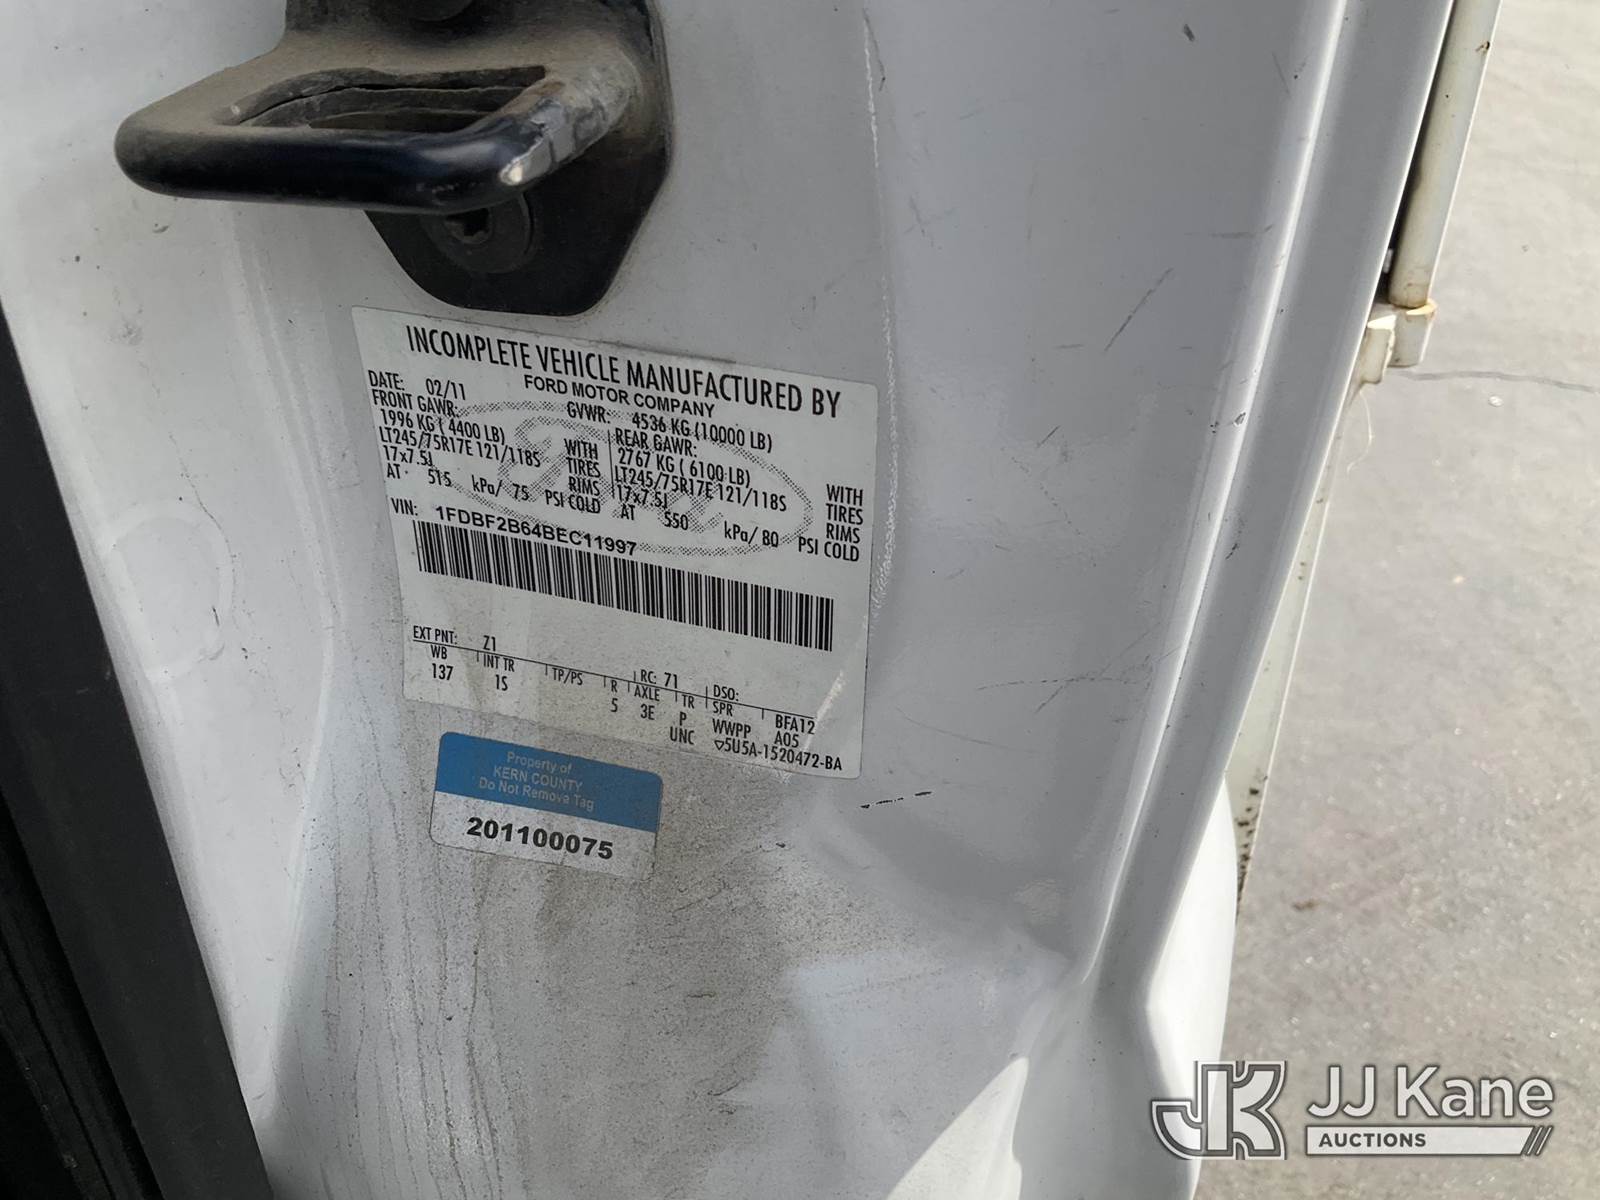 INCOMPLETE VEHICLE MANUFACTURED BY
FORD MOTOR COMPANY
DATE: 02/11 GVWR: 4536 KG (10000 LB)
FRONT GAWR: REAR GAWR:
1996 KG ( 4400 LB) WITH 2767 KG ( 6100 LB) WITH
LT245/75R17E 121/118S TIRES LT245/75R17E 121/118S TIRES
17x7.5J RIMS 17x7.5J RIMS
AT 515 kPa/ 75 PSI COLD AT 550 kPa/ 80 PSI COLD
VIN: 1FDBF2B64BEC11997
EXT PNT: Z1 RC: 71 DSO:
WB INT TR TP/PS R AXLE TR SPR BFA12
137 1S 5 3E P WWPP A05
UNC ▽5U5A-1520472-BA
Property of
KERN COUNTY
Do Not Remove Tag
201100075
JK JJ Kane
AUCTIONS